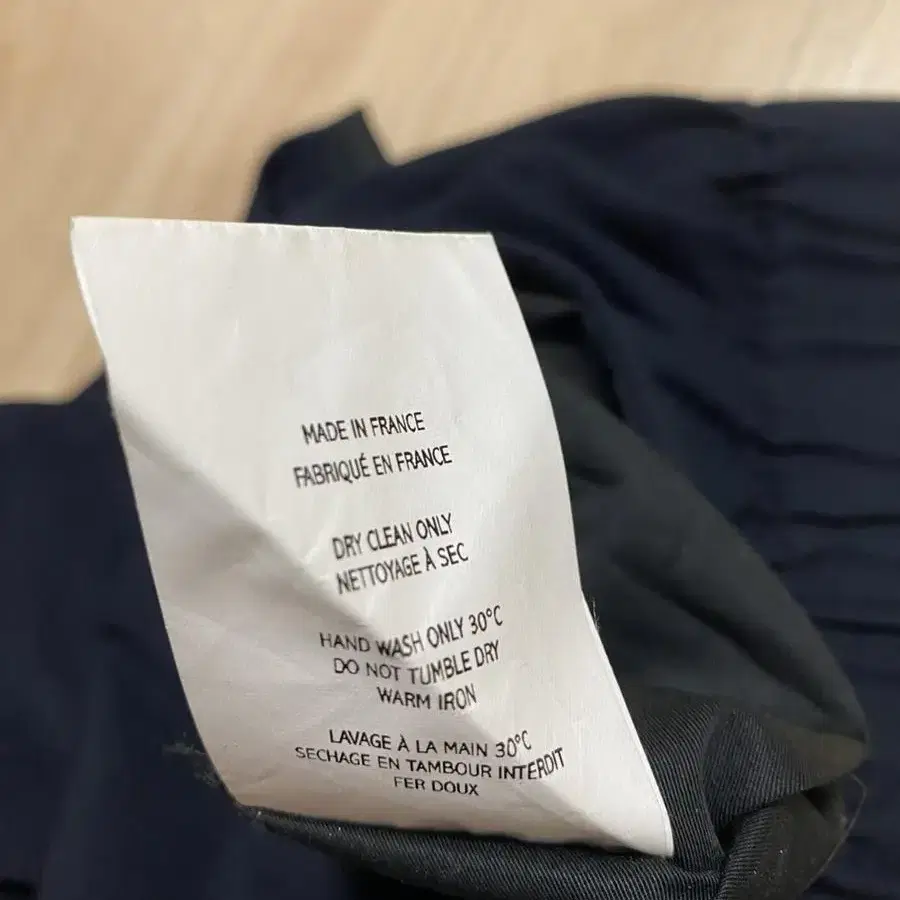 MADE IN FRANCE
FABRIQUÉ EN FRANCE
DRY CLEAN ONLY
NETTOYAGE À SEC
HAND WASH ONLY 30°C
DO NOT TUMBLE DRY
WARM IRON
LAVAGE À LA MAIN 30°C
SECHAGE EN TAMBOUR INTERDIT
FER DOUX